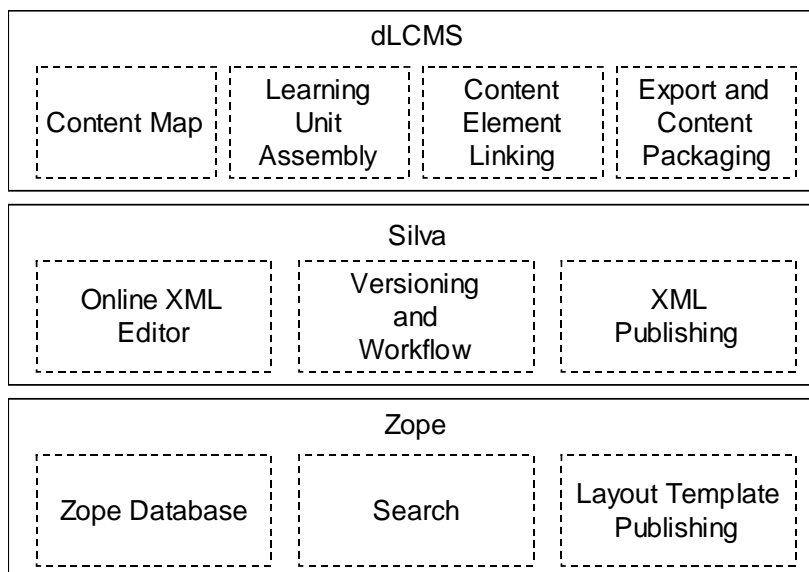 dLCMS
Content Map
Learning
Unit
Assembly
Content
Element
Linking
Export and
Content
Packaging
Silva
Online XML
Editor
Versioning
and
Workflow
XML
Publishing
Zope
Zope Database
Search
Layout Template
Publishing